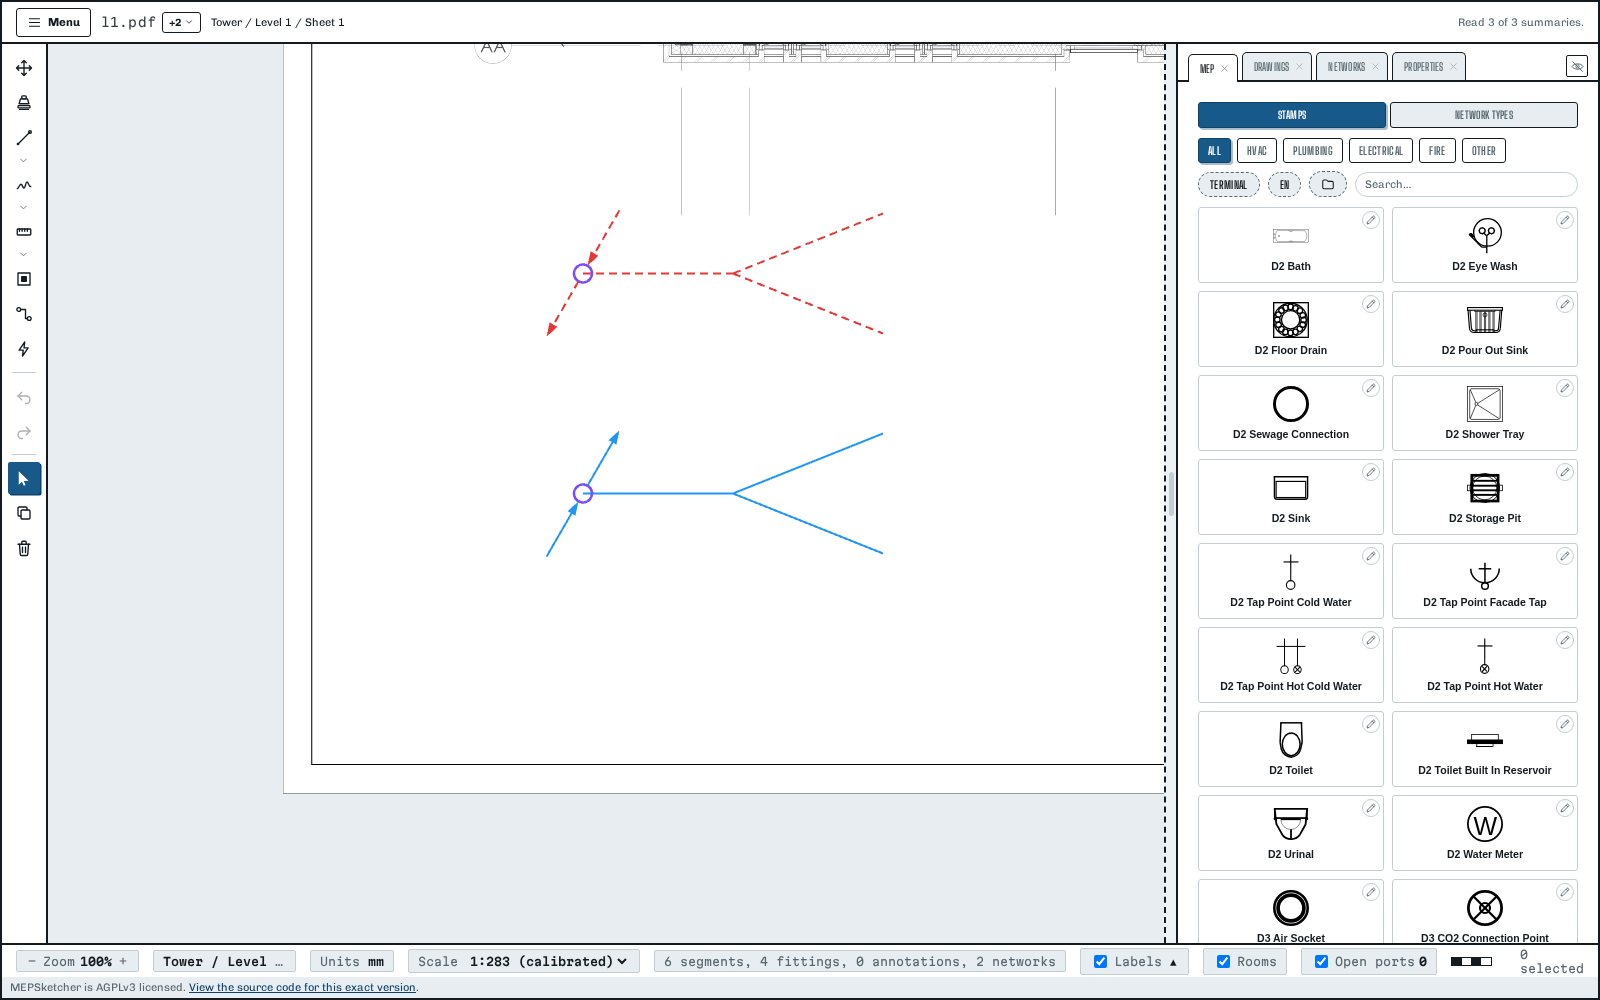 Menu
l1.pdf
+2
Tower / Level 1 / Sheet 1
Read 3 of 3 summaries.
AA
MEP
DRAWINGS
NETWORKS
PROPERTIES
STAMPS
NETWORK TYPES
ALL
HVAC
PLUMBING
ELECTRICAL
FIRE
OTHER
TERMINAL
EN
Search...
D2 Bath
D2 Eye Wash
D2 Floor Drain
D2 Pour Out Sink
D2 Sewage Connection
D2 Shower Tray
D2 Sink
D2 Storage Pit
D2 Tap Point Cold Water
D2 Tap Point Facade Tap
D2 Tap Point Hot Cold Water
D2 Tap Point Hot Water
D2 Toilet
D2 Toilet Built In Reservoir
D2 Urinal
W
D2 Water Meter
D3 Air Socket
D3 CO2 Connection Point
− Zoom 100% +
Tower / Level …
Units mm
Scale 1:283 (calibrated)
6 segments, 4 fittings, 0 annotations, 2 networks
Labels ▲
Rooms
Open ports 0
0 selected
MEPSketcher is AGPLv3 licensed. View the source code for this exact version.